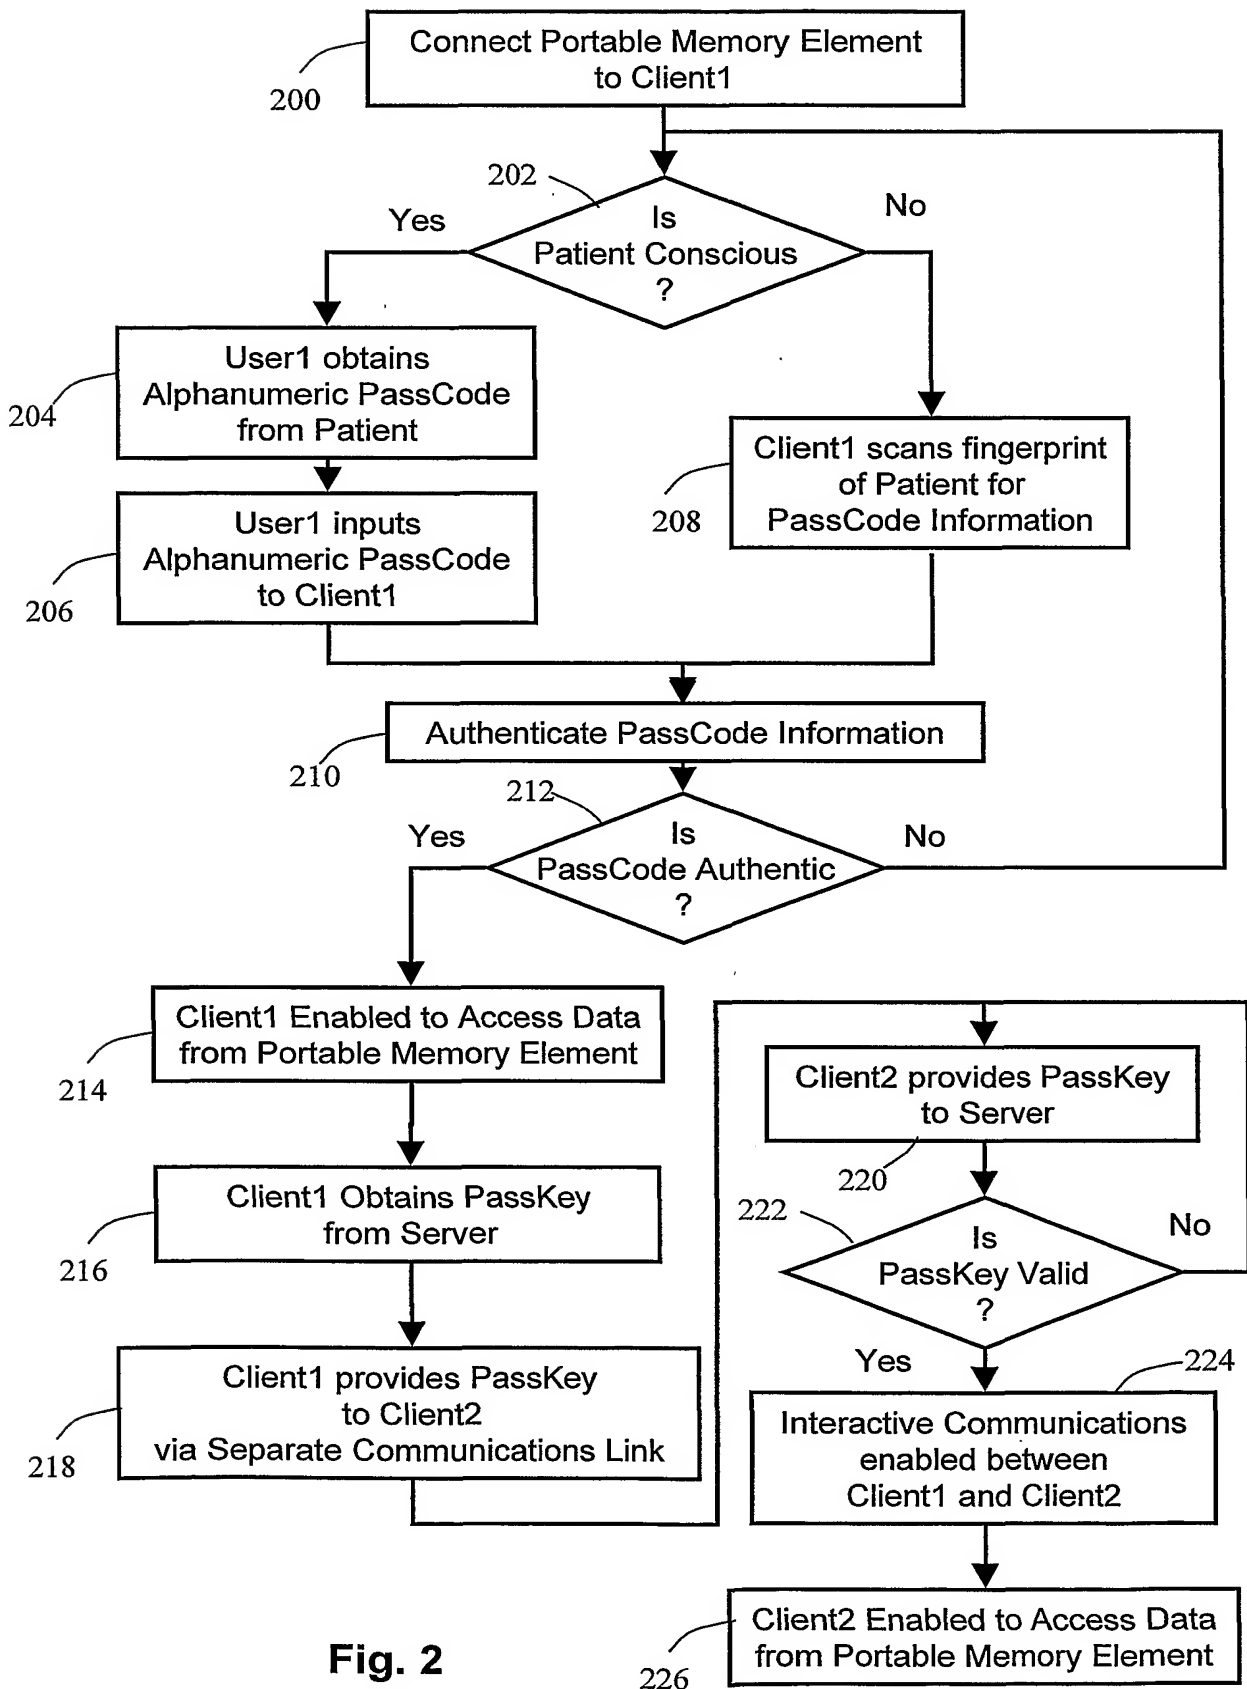 Connect Portable Memory Element
to Client1
200
202
Yes
No
Is
Patient Conscious
?
User1 obtains
Alphanumeric PassCode
from Patient
204
Client1 scans fingerprint
of Patient for
PassCode Information
208
User1 inputs
Alphanumeric PassCode
to Client1
206
Authenticate PassCode Information
210
212
Yes
No
Is
PassCode Authentic
?
Client1 Enabled to Access Data
from Portable Memory Element
214
Client1 Obtains PassKey
from Server
216
Client1 provides PassKey
to Client2
via Separate Communications Link
218
Client2 provides PassKey
to Server
220
222
No
Is
PassKey Valid
?
Yes
224
Interactive Communications
enabled between
Client1 and Client2
Client2 Enabled to Access Data
from Portable Memory Element
226
Fig. 2